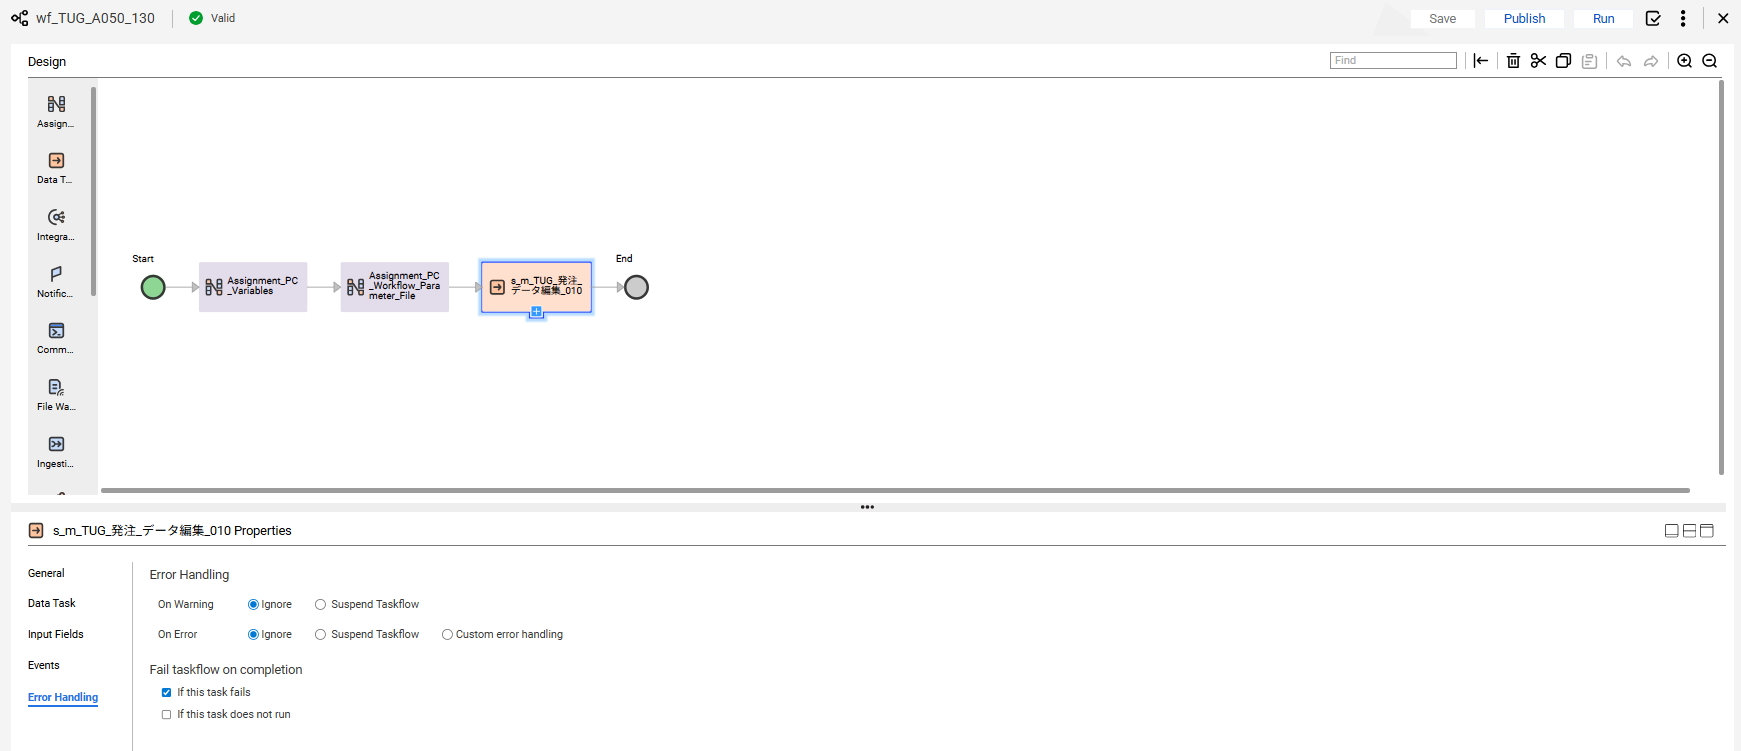 wf_TUG_A050_130
Valid
Save
Publish
Run
Design
Find
Assign...
Data T...
Integra...
Notific...
Comm...
File Wa...
Ingesti...
Start
Assignment_PC
_Variables
Assignment_PC
_Workflow_Para
meter_File
s_m_TUG_発注_
データ編集_010
End
s_m_TUG_発注_データ編集_010 Properties
General
Data Task
Input Fields
Events
Error Handling
Error Handling
On Warning Ignore Suspend Taskflow
On Error Ignore Suspend Taskflow Custom error handling
Fail taskflow on completion
If this task fails
If this task does not run